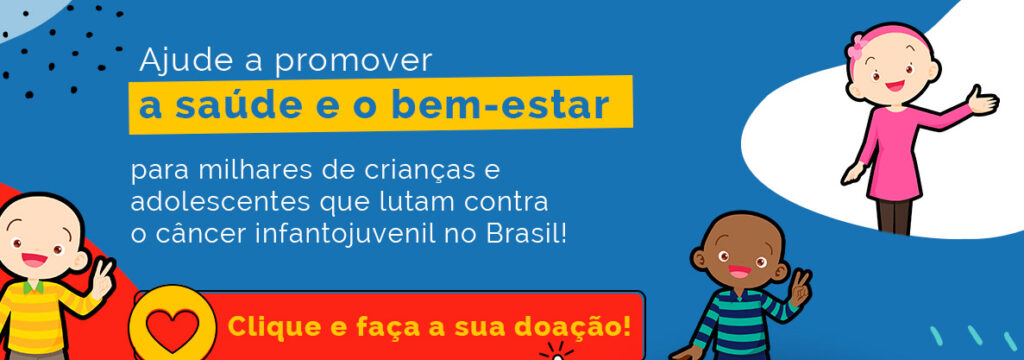 Ajude a promover
a saúde e o bem-estar
para milhares de crianças e
adolescentes que lutam contra
o câncer infantojuvenil no Brasil!
Clique e faça a sua doação!